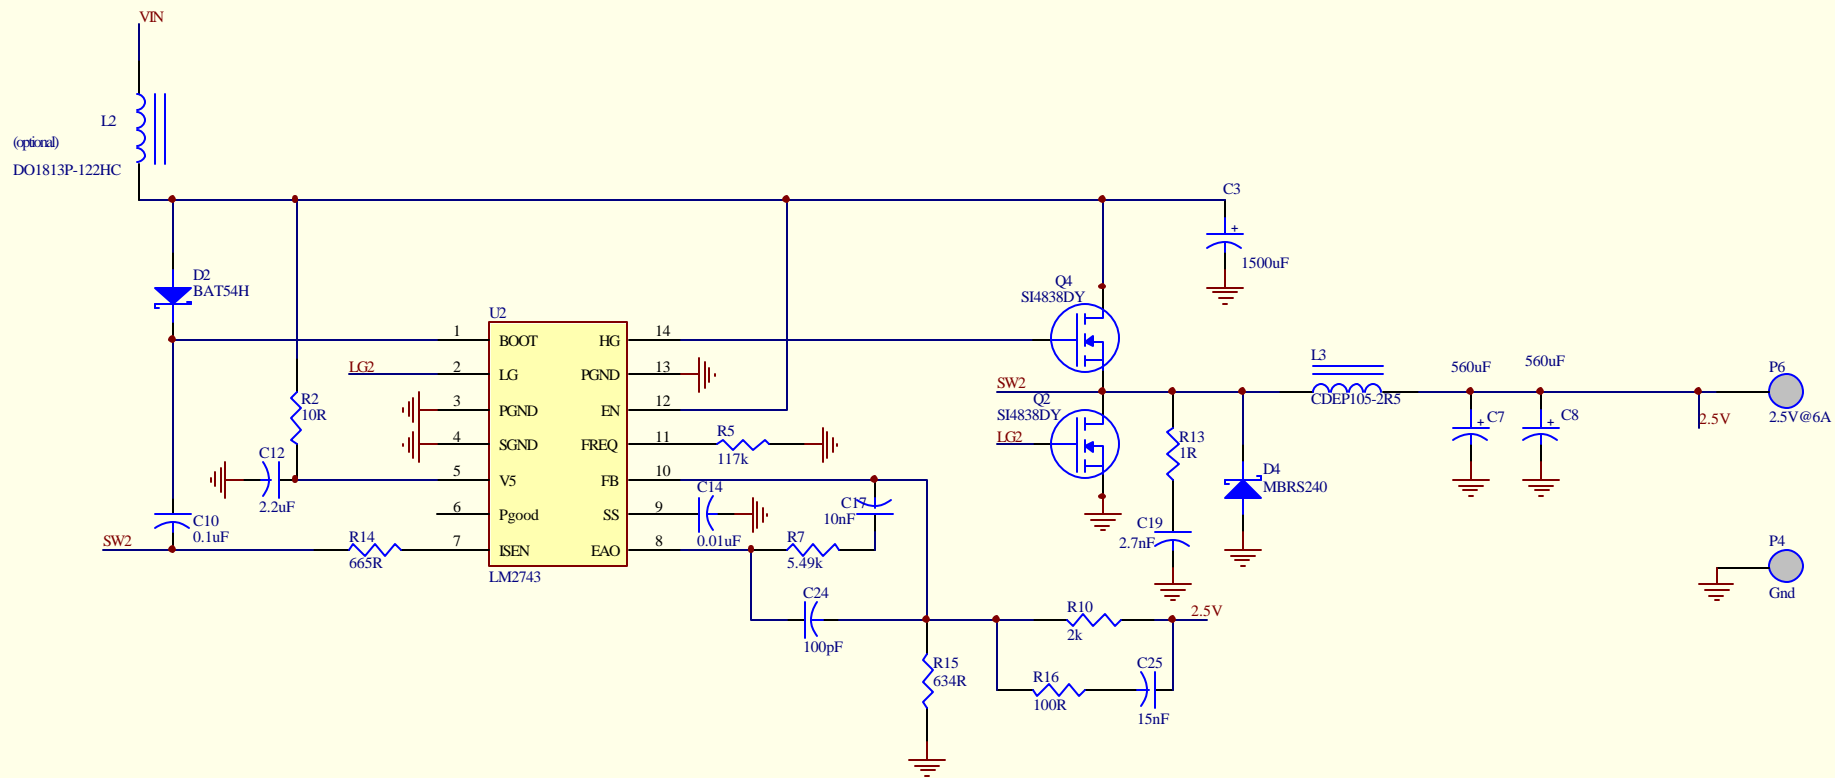 VIN
L2
(optional)
DO1813P-122HC
C3
+
1500uF
D2
BAT54H
Q4
SI4838DY
U2
1
BOOT
HG
14
LG2
2
LG
PGND
13
3
PGND
EN
12
4
SGND
FREQ
11
5
V5
FB
10
6
Pgood
SS
9
7
ISEN
EAO
8
LM2743
R2
10R
C12
2.2uF
C10
0.1uF
SW2
R14
665R
R5
117k
C14
0.01uF
C17
10nF
R7
5.49k
C24
100pF
SW2
Q2
SI4838DY
LG2
R13
1R
C19
2.7nF
D4
MBRS240
L3
CDEP105-2R5
560uF
560uF
+
C7
+
C8
2.5V
P6
2.5V@6A
P4
Gnd
R10
2k
2.5V
R15
634R
R16
100R
C25
15nF